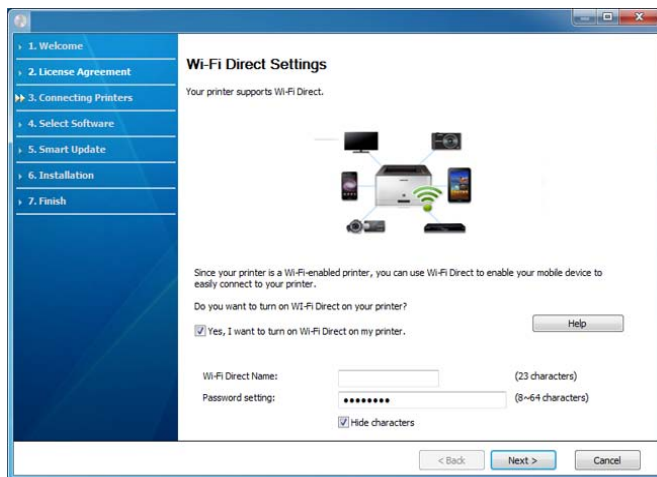 1. Welcome
2. License Agreement
3. Connecting Printers
4. Select Software
5. Smart Update
6. Installation
7. Finish
Wi-Fi Direct Settings
Your printer supports Wi-Fi Direct.
Since your printer is a Wi-Fi-enabled printer, you can use Wi-Fi Direct to enable your mobile device to
easily connect to your printer.
Do you want to turn on WI-Fi Direct on your printer?
Yes, I want to turn on Wi-Fi Direct on my printer.
Help
Wi-Fi Direct Name: (23 characters)
Password setting: (8~64 characters)
Hide characters
< Back Next > Cancel